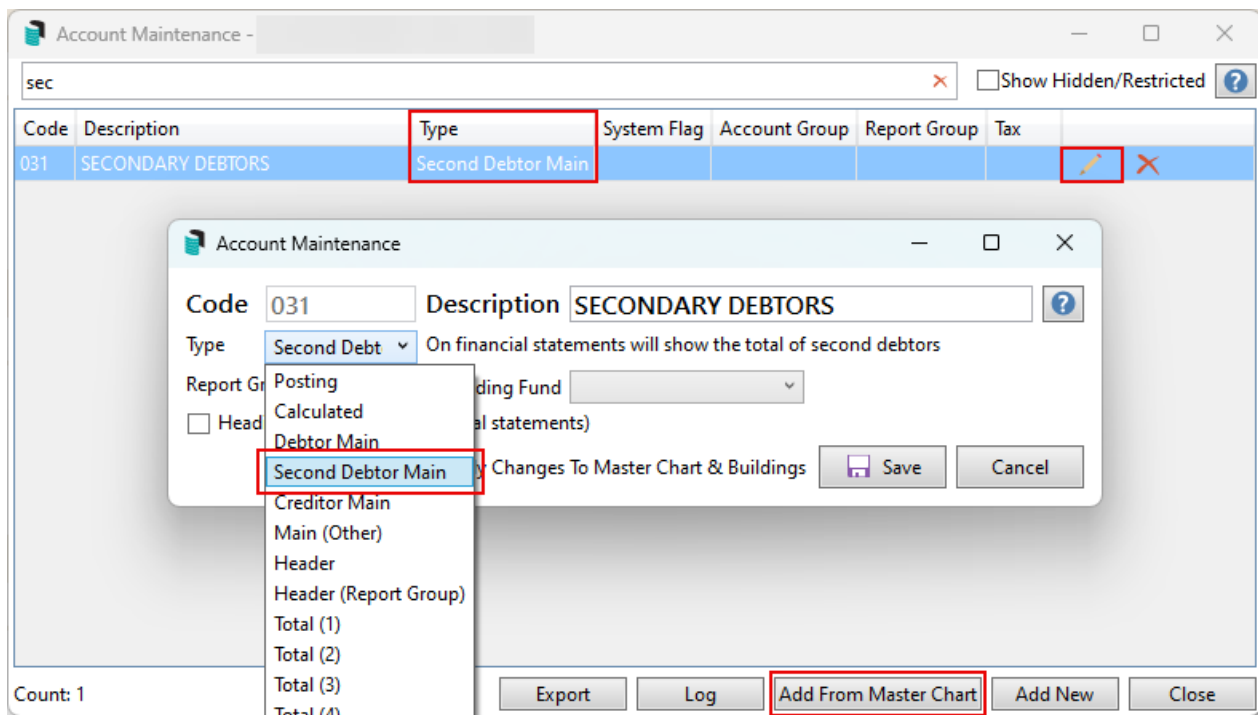 Account Maintenance -
sec
Show Hidden/Restricted
Code Description Type System Flag Account Group Report Group Tax
031 SECONDARY DEBTORS Second Debtor Main
Account Maintenance
Code 031 Description SECONDARY DEBTORS
Type Second Debt On financial statements will show the total of second debtors
Report Gr ding Fund
Head al statements)
y Changes To Master Chart & Buildings Save Cancel
Posting
Calculated
Debtor Main
Second Debtor Main
Creditor Main
Main (Other)
Header
Header (Report Group)
Total (1)
Total (2)
Total (3)
Total (4)
Count: 1 Export Log Add From Master Chart Add New Close